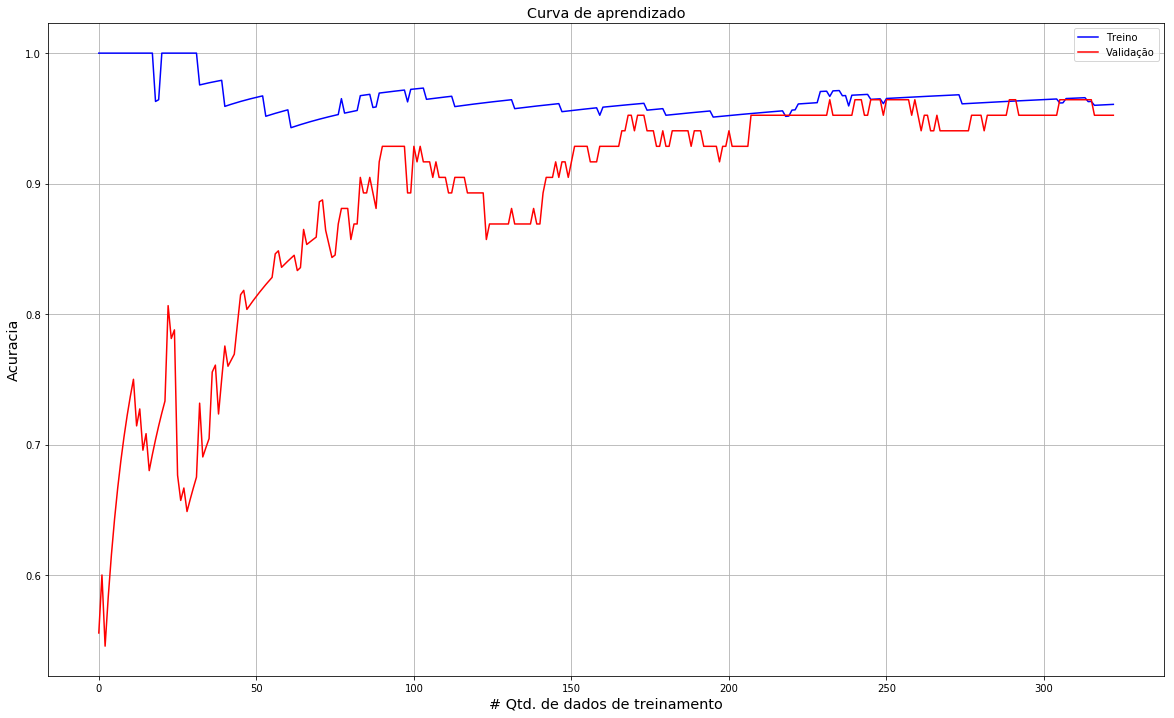 Curva de aprendizado
Treino
Validação
1.0
0.9
0.8
0.7
0.6
Acuracia
0
50
100
150
200
250
300
# Qtd. de dados de treinamento